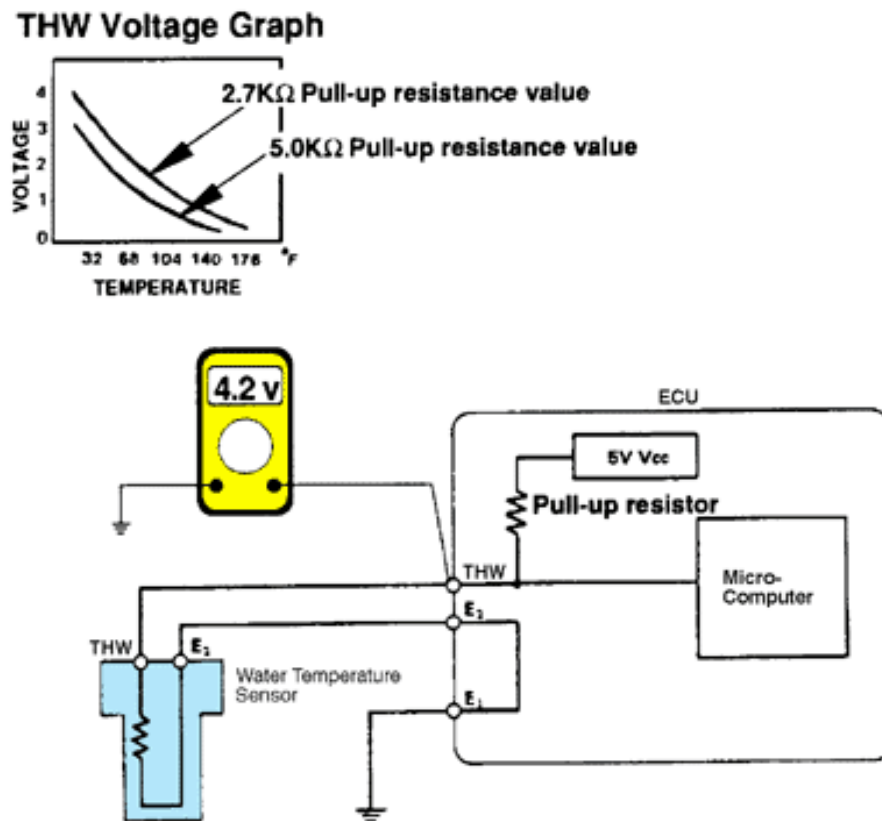 THW Voltage Graph
4
3
2
1
0
VOLTAGE
2.7KΩ Pull-up resistance value
5.0KΩ Pull-up resistance value
32 68 104 140 176 °F
TEMPERATURE
4.2 v
ECU
5V Vcc
Pull-up resistor
THW
Micro-
Computer
E₂
THW
E₂
Water Temperature
Sensor
E₁